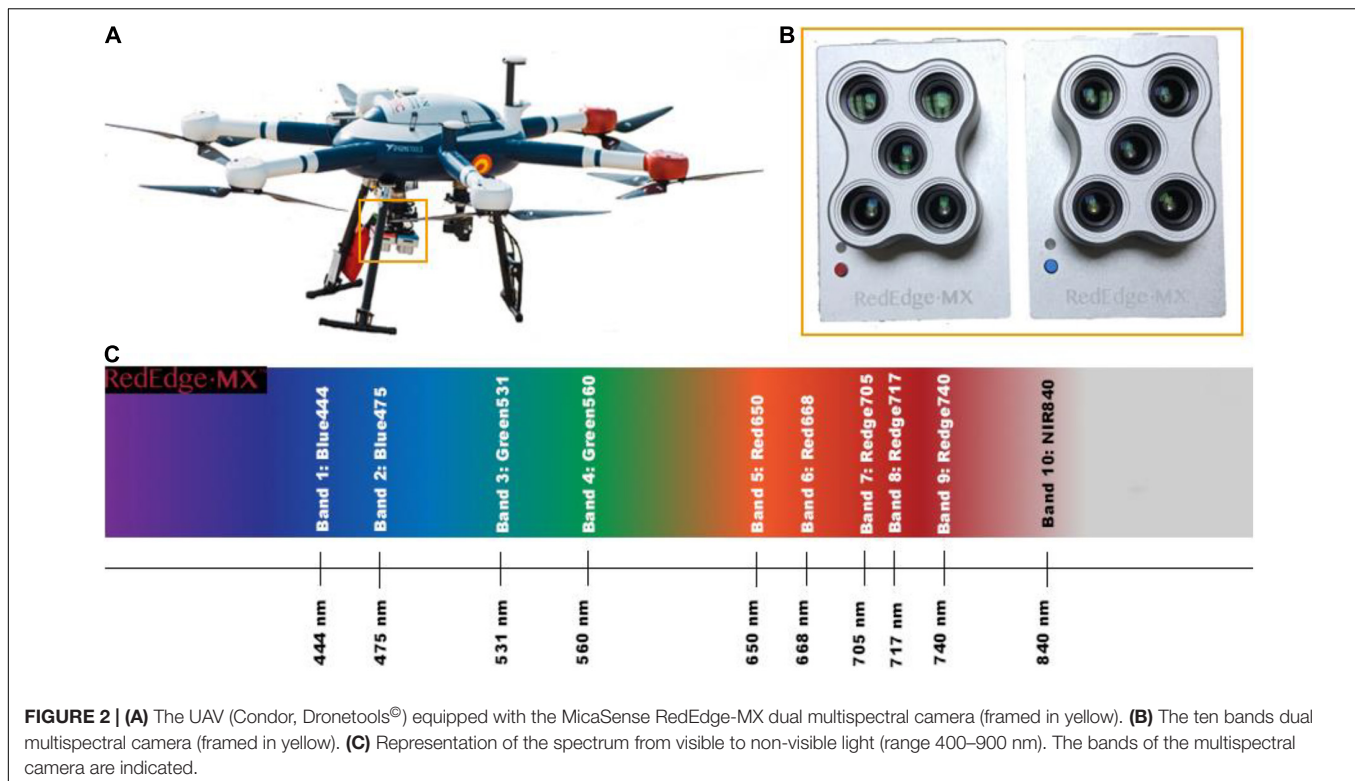 A
B
DRONETOOLS
RedEdge·MX
RedEdge·MX
C
RedEdge·MX
Band 1: Blue444
Band 2: Blue475
Band 3: Green531
Band 4: Green560
Band 5: Red650
Band 6: Red668
Band 7: Redge705
Band 8: Redge717
Band 9: Redge740
Band 10: NIR840
444 nm
475 nm
531 nm
560 nm
650 nm
668 nm
705 nm
717 nm
740 nm
840 nm
FIGURE 2 | (A) The UAV (Condor, Dronetools©) equipped with the MicaSense RedEdge-MX dual multispectral camera (framed in yellow). (B) The ten bands dual
multispectral camera (framed in yellow). (C) Representation of the spectrum from visible to non-visible light (range 400–900 nm). The bands of the multispectral
camera are indicated.